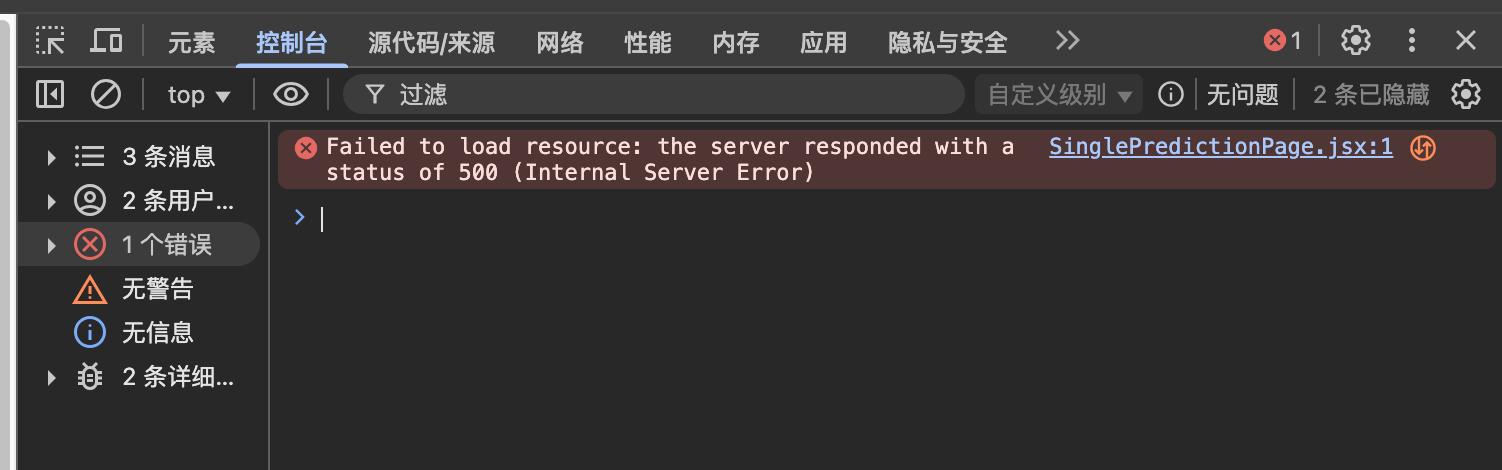 元素 控制台 源代码/来源 网络 性能 内存 应用 隐私与安全 1
top 过滤 自定义级别 无问题 2 条已隐藏
3 条消息
2 条用户...
1 个错误
无警告
无信息
2 条详细...
Failed to load resource: the server responded with a SinglePredictionPage.jsx:1
status of 500 (Internal Server Error)